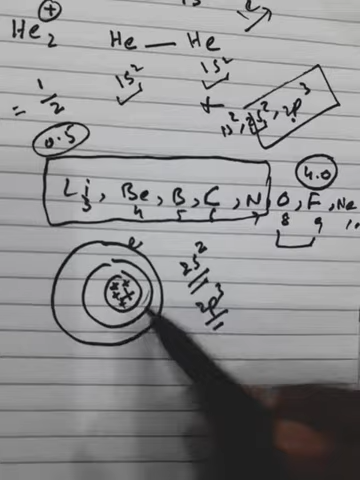 He₂⊕ He — He
1s² 1s²
= 1/2 ← 1s², 2s², 2p³
0.5
4.0
Li, Be, B, C, N, O, F, Ne
3 4 5 6 7 8 9 10
e
2s²
2p³